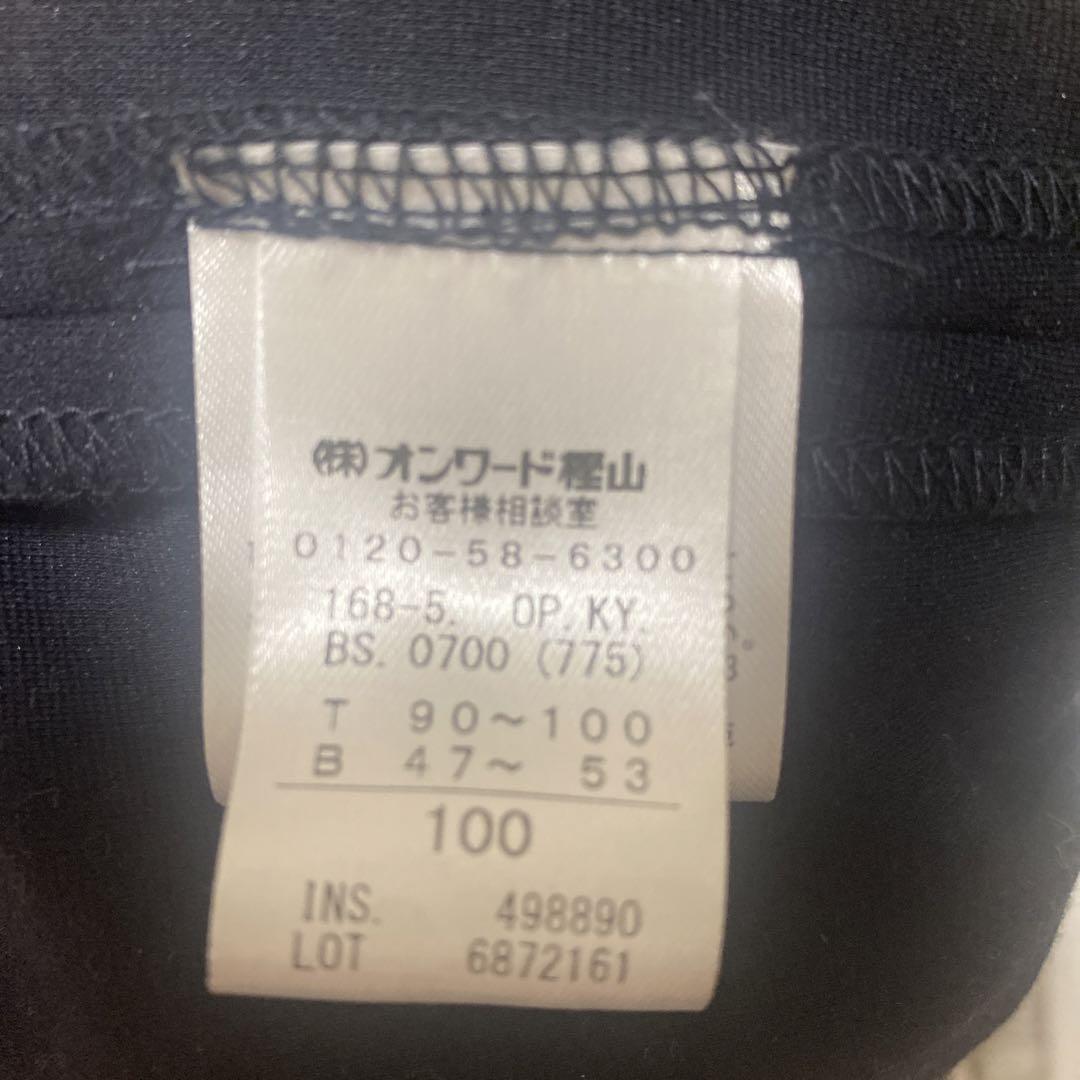 (株)オンワード樫山
お客様相談室
0120-58-6300
168-5. OP.KY.
BS. 0700 (775)
T 90～100
B 47～ 53
100
INS. 498890
LOT 6872161